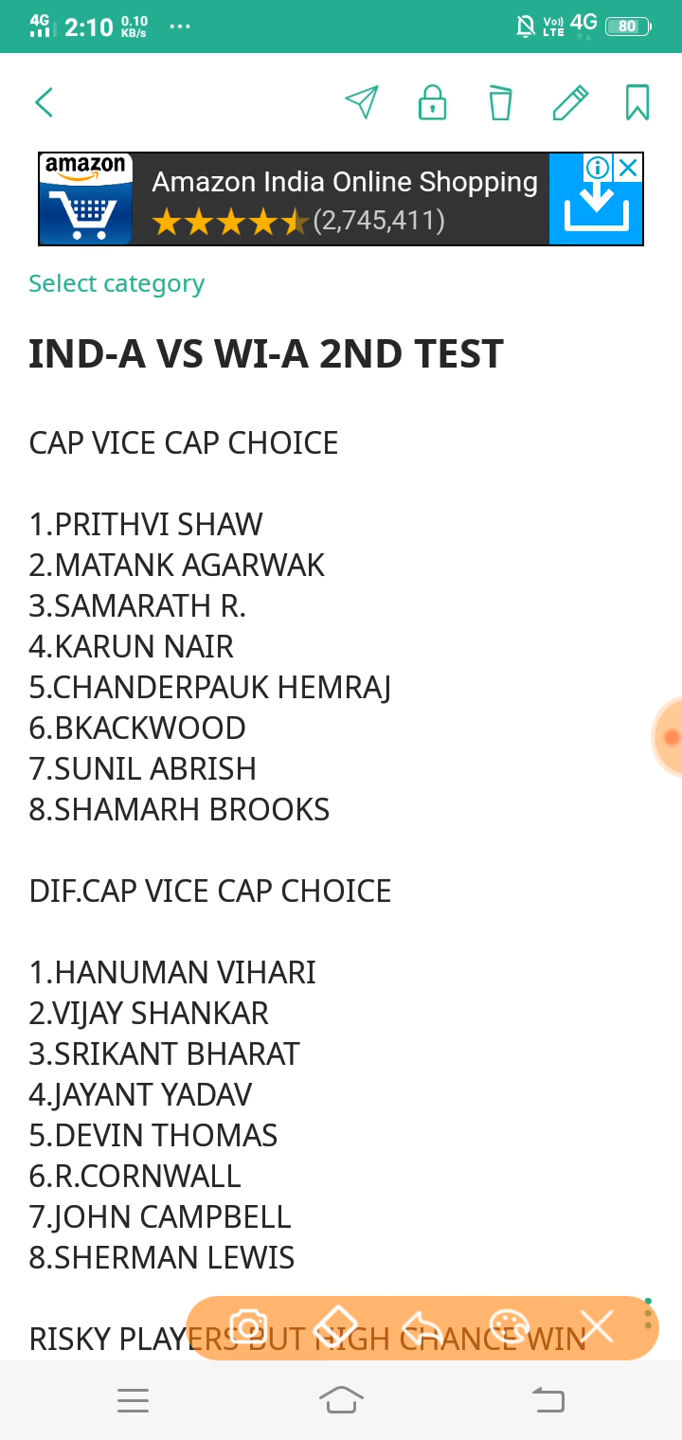 4G 2:10 0.10 KB/s ... Vo) LTE 4G 80
amazon
Amazon India Online Shopping
(2,745,411)
Select category
IND-A VS WI-A 2ND TEST
CAP VICE CAP CHOICE
1.PRITHVI SHAW
2.MATANK AGARWAK
3.SAMARATH R.
4.KARUN NAIR
5.CHANDERPAUK HEMRAJ
6.BKACKWOOD
7.SUNIL ABRISH
8.SHAMARH BROOKS
DIF.CAP VICE CAP CHOICE
1.HANUMAN VIHARI
2.VIJAY SHANKAR
3.SRIKANT BHARAT
4.JAYANT YADAV
5.DEVIN THOMAS
6.R.CORNWALL
7.JOHN CAMPBELL
8.SHERMAN LEWIS
RISKY PLAYERS BUT HIGH CHANCE WIN